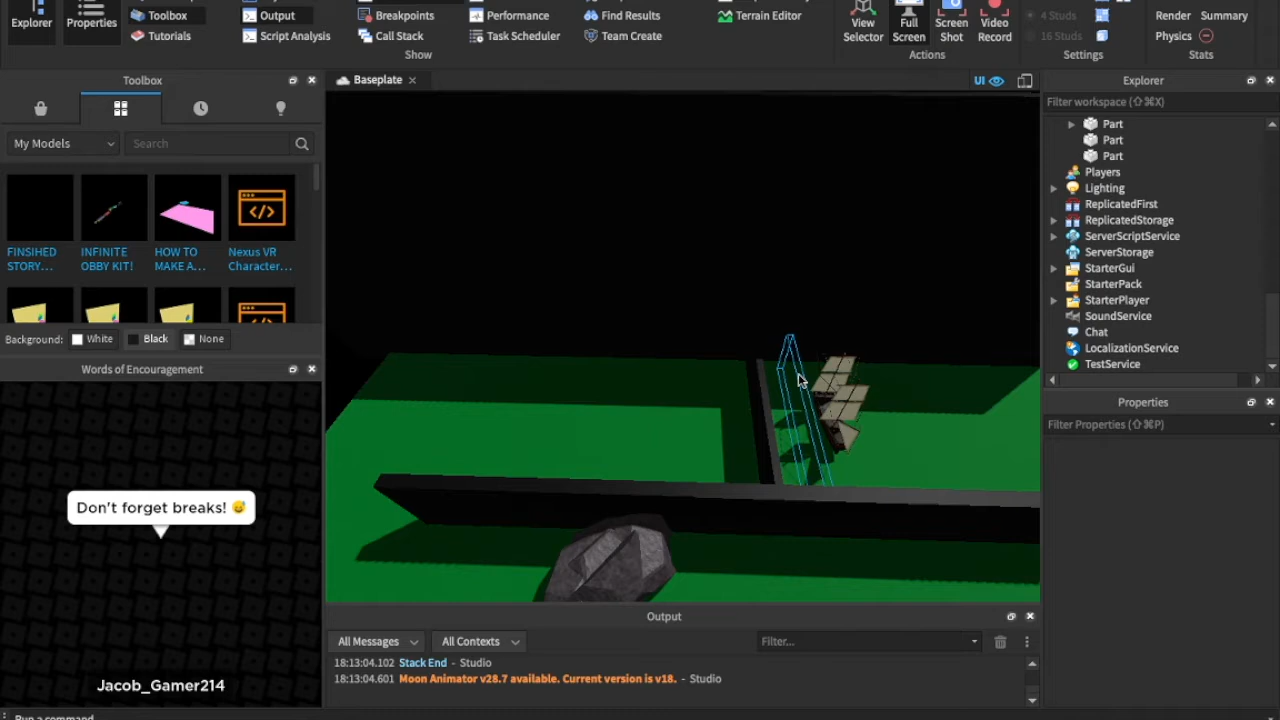 Explorer
Properties
Toolbox
Tutorials
Output
Script Analysis
Breakpoints
Call Stack
Performance
Task Scheduler
Find Results
Team Create
Terrain Editor
Show
View
Selector
Full
Screen
Screen
Shot
Video
Record
Actions
4 Studs
16 Studs
Settings
Render
Summary
Physics
Stats
Toolbox
Baseplate
UI
Explorer
My Models
Search
FINSIHED
STORY...
INFINITE
OBBY KIT!
HOW TO
MAKE A...
Nexus VR
Character...
Background:
White
Black
None
Words of Encouragement
Don't forget breaks! 😅
Jacob_Gamer214
Filter workspace (⇧⌘X)
Part
Part
Part
Players
Lighting
ReplicatedFirst
ReplicatedStorage
ServerScriptService
ServerStorage
StarterGui
StarterPack
StarterPlayer
SoundService
Chat
LocalizationService
TestService
Properties
Filter Properties (⇧⌘P)
Output
All Messages
All Contexts
Filter...
18:13:04.102 Stack End - Studio
18:13:04.601 Moon Animator v28.7 available. Current version is v18. - Studio
Run a command